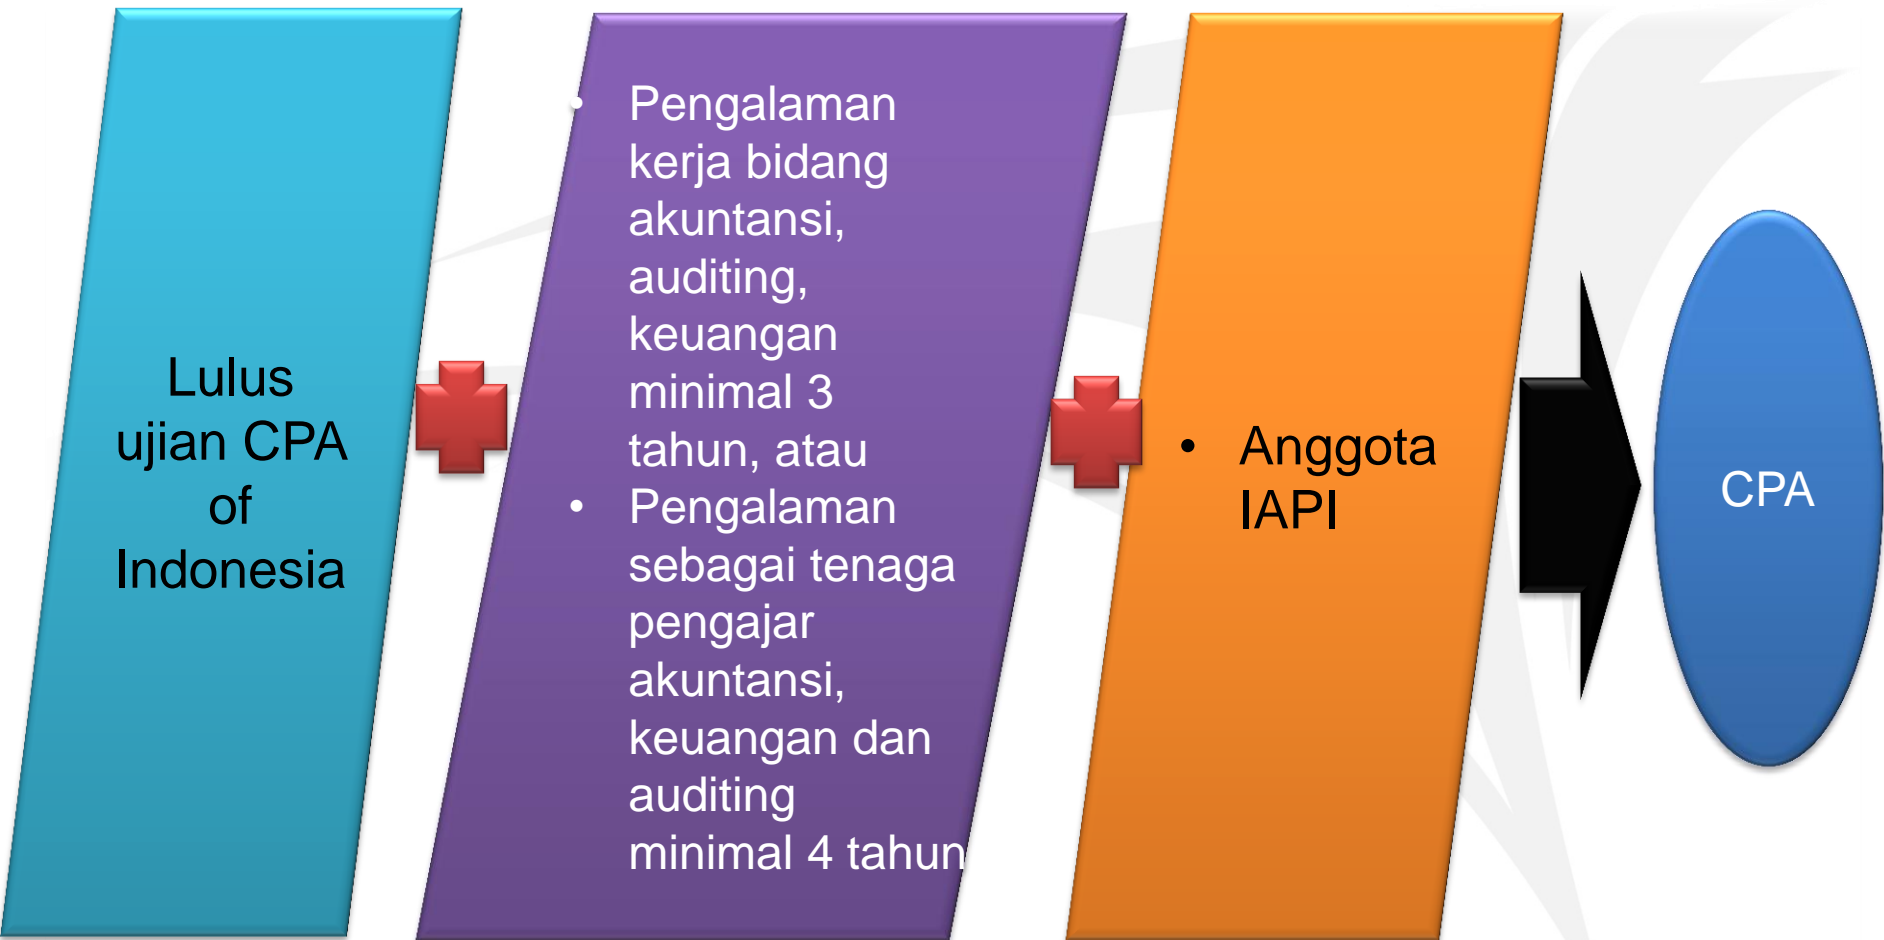 Lulus
ujian CPA
of
Indonesia
• Pengalaman
kerja bidang
akuntansi,
auditing,
keuangan
minimal 3
tahun, atau
• Pengalaman
sebagai tenaga
pengajar
akuntansi,
keuangan dan
auditing
minimal 4 tahun
• Anggota
IAPI
CPA